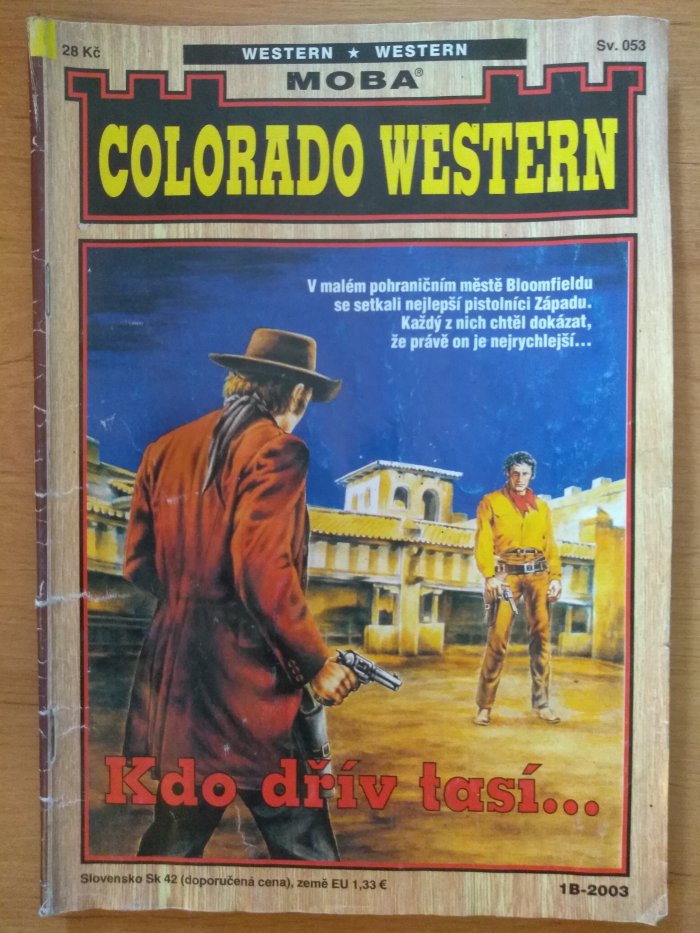 28 Kč
WESTERN ★ WESTERN
Sv. 053
MOBA®
COLORADO WESTERN
V malém pohraničním městě Bloomfieldu
se setkali nejlepší pistolníci Západu.
Každý z nich chtěl dokázat,
že právě on je nejrychlejší...
Kdo dřív tasí...
Slovensko Sk 42 (doporučená cena), země EU 1,33 €
1B-2003